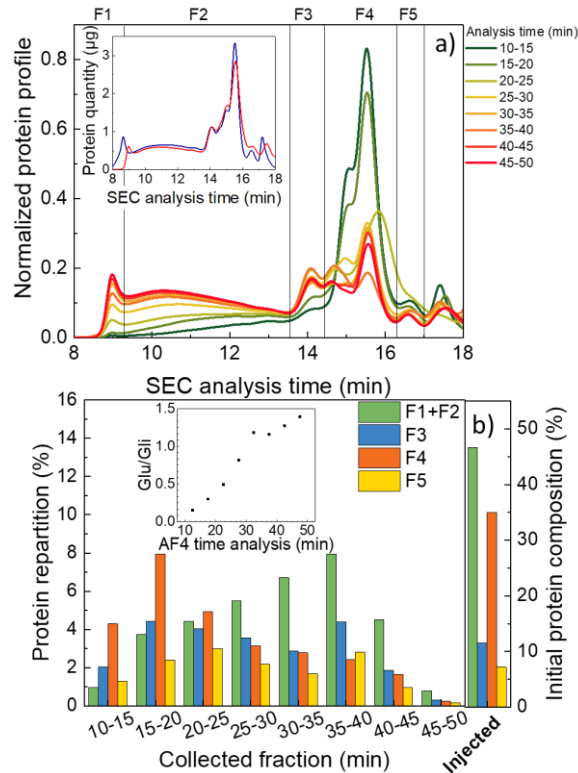 F1 F2 F3 F4 F5
a)
Analysis time (min)
10-15
15-20
20-25
25-30
30-35
35-40
40-45
45-50
Normalized protein profile
0.8
0.6
0.4
0.2
0.0
8 10 12 14 16 18
SEC analysis time (min)
Protein quantity (µg)
3
2
1
0
8 10 12 14 16 18
SEC analysis time (min)
b)
F1+F2
F3
F4
F5
Protein repartition (%)
16
14
12
10
8
6
4
2
0
Glu/Gli
1.5
1.0
0.5
0.0
10 20 30 40 50
AF4 time analysis (min)
Initial protein composition (%)
50
40
30
20
10
0
10-15 15-20 20-25 25-30 30-35 35-40 40-45 45-50 Injected
Collected fraction (min)